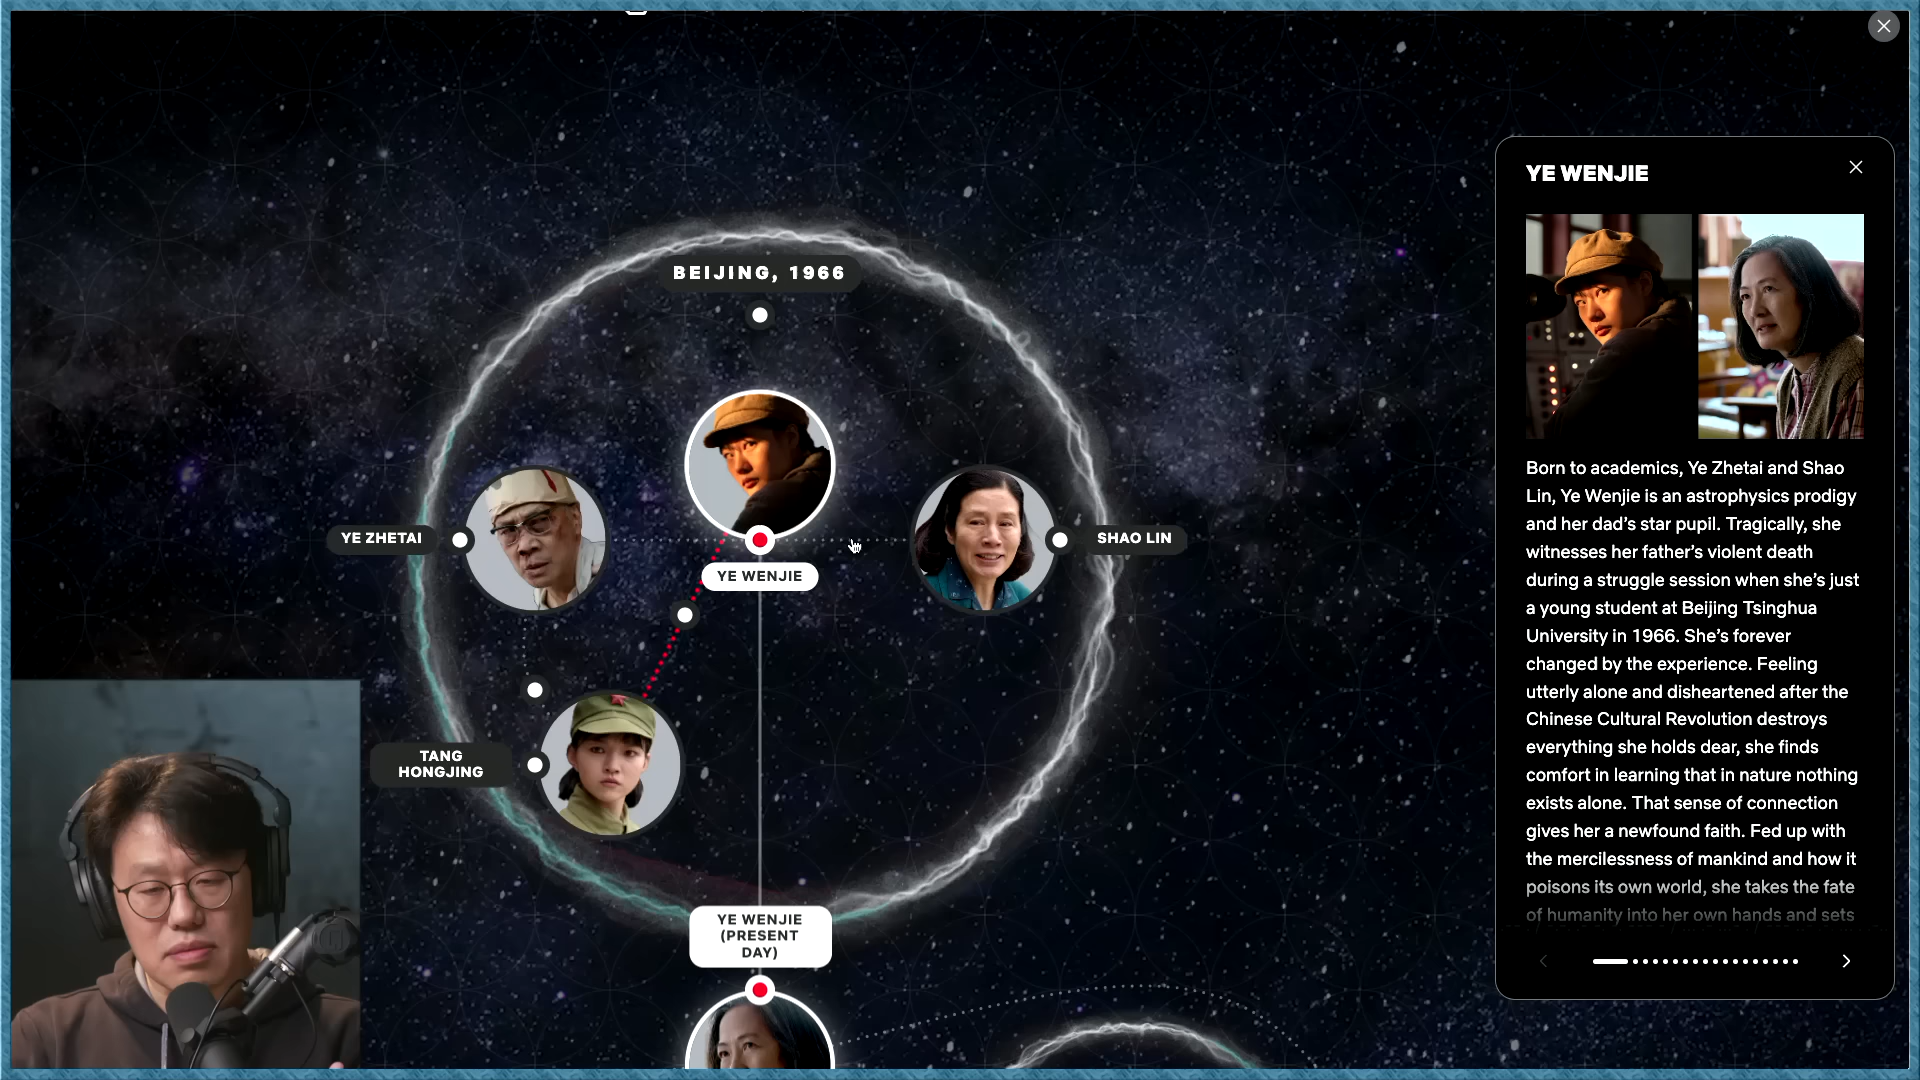 BEIJING, 1966
YE ZHETAI
YE WENJIE
SHAO LIN
TANG
HONGJING
YE WENJIE
(PRESENT
DAY)
YE WENJIE
Born to academics, Ye Zhetai and Shao
Lin, Ye Wenjie is an astrophysics prodigy
and her dad’s star pupil. Tragically, she
witnesses her father’s violent death
during a struggle session when she’s just
a young student at Beijing Tsinghua
University in 1966. She’s forever
changed by the experience. Feeling
utterly alone and disheartened after the
Chinese Cultural Revolution destroys
everything she holds dear, she finds
comfort in learning that in nature nothing
exists alone. That sense of connection
gives her a newfound faith. Fed up with
the mercilessness of mankind and how it
poisons its own world, she takes the fate
of humanity into her own hands and sets